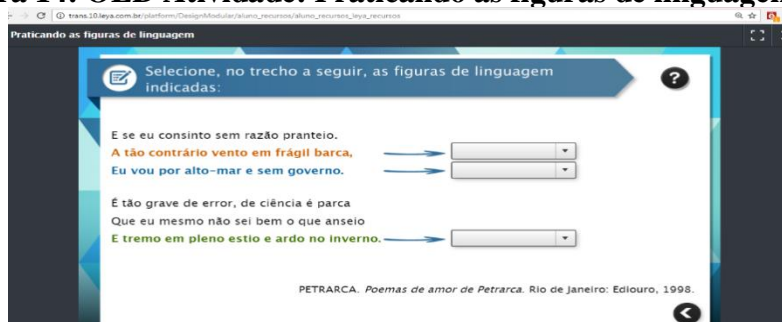 ra 14. OED Atividade: Praticando as figuras de linguagem
trans.10.leya.com.br/platform/DesignModular/aluno_recursos/aluno_recursos_leya_recursos
Praticando as figuras de linguagem
Selecione, no trecho a seguir, as figuras de linguagem
indicadas:
?
E se eu consinto sem razão pranteio.
A tão contrário vento em frágil barca,
Eu vou por alto-mar e sem governo.
É tão grave de error, de ciência é parca
Que eu mesmo não sei bem o que anseio
E tremo em pleno estio e ardo no inverno.
PETRARCA. Poemas de amor de Petrarca. Rio de Janeiro: Ediouro, 1998.